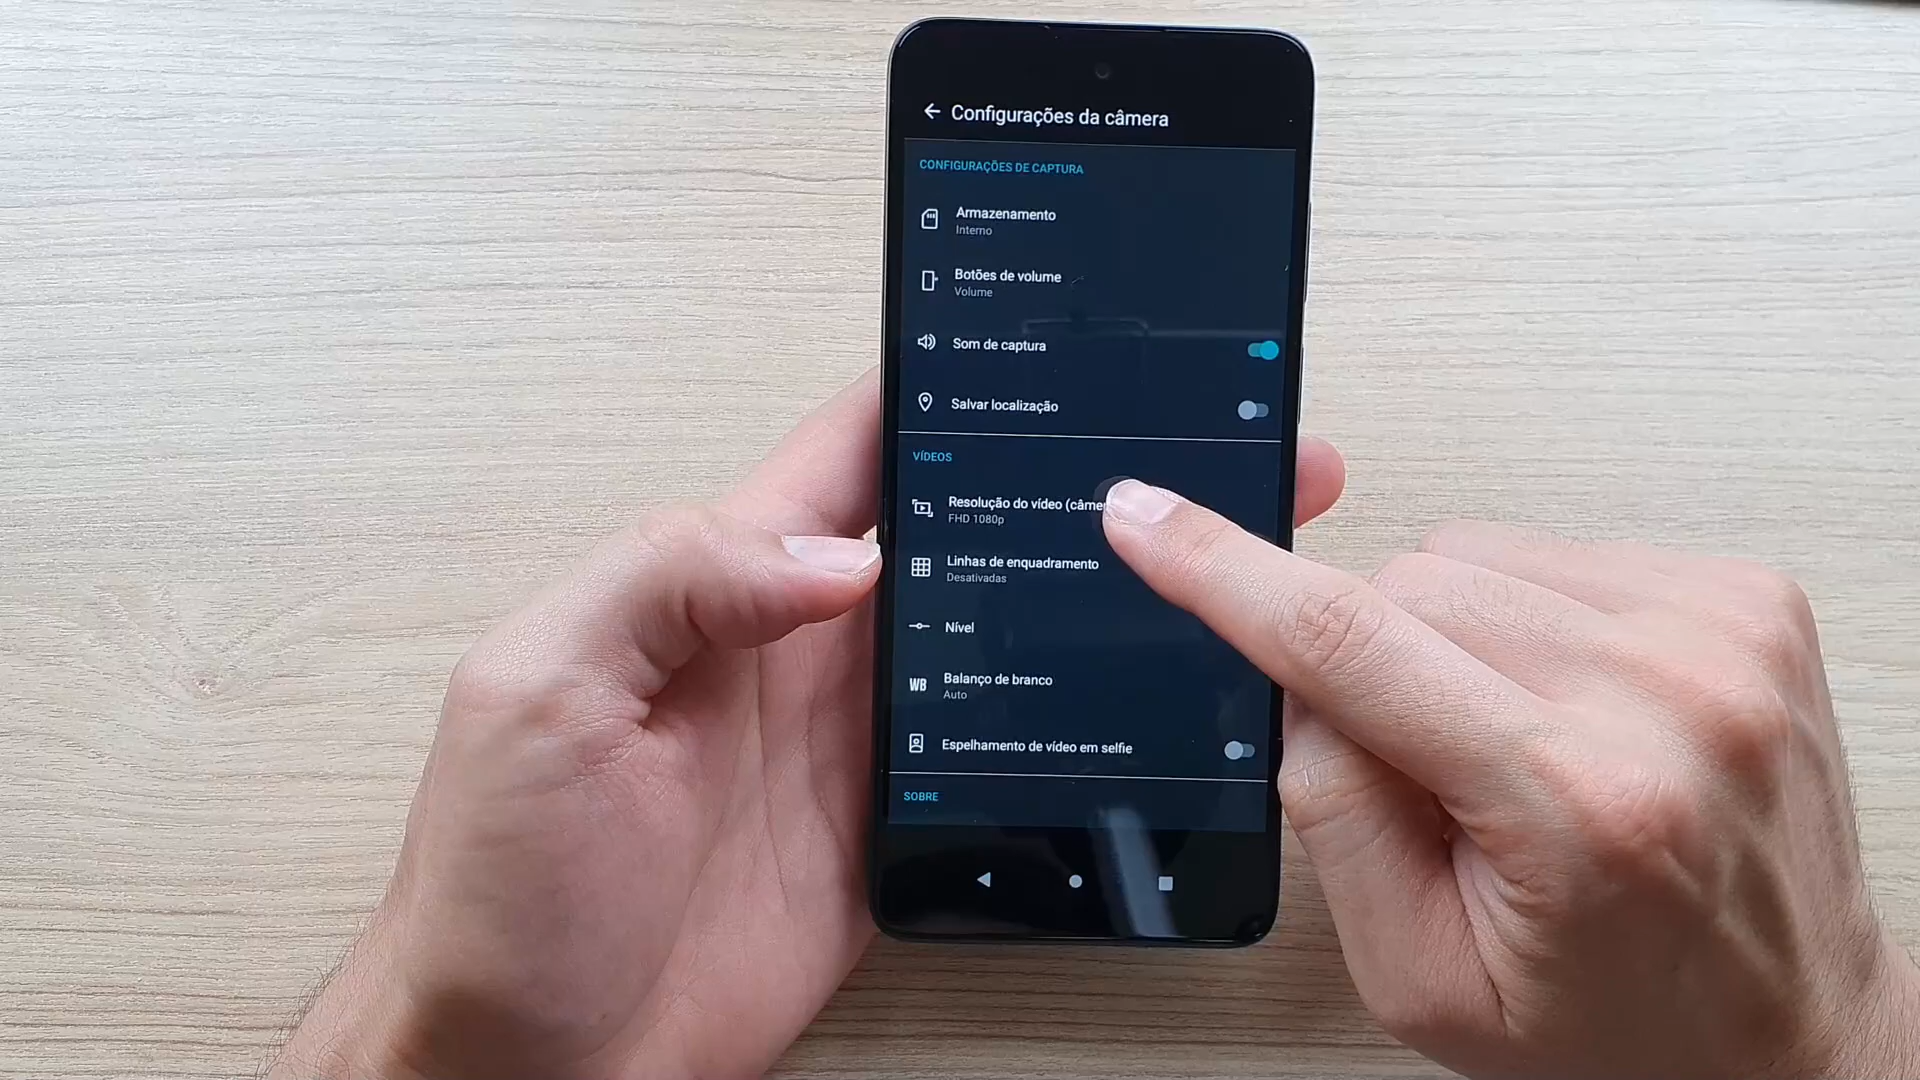 Configurações da câmera
CONFIGURAÇÕES DE CAPTURA
Armazenamento
Interno
Botões de volume
Volume
Som de captura
Salvar localização
VÍDEOS
Resolução do vídeo
FHD 1080p
Linhas de enquadramento
Desativadas
Nível
WB
Balanço de branco
Auto
Espelhamento de vídeo em selfie
SOBRE